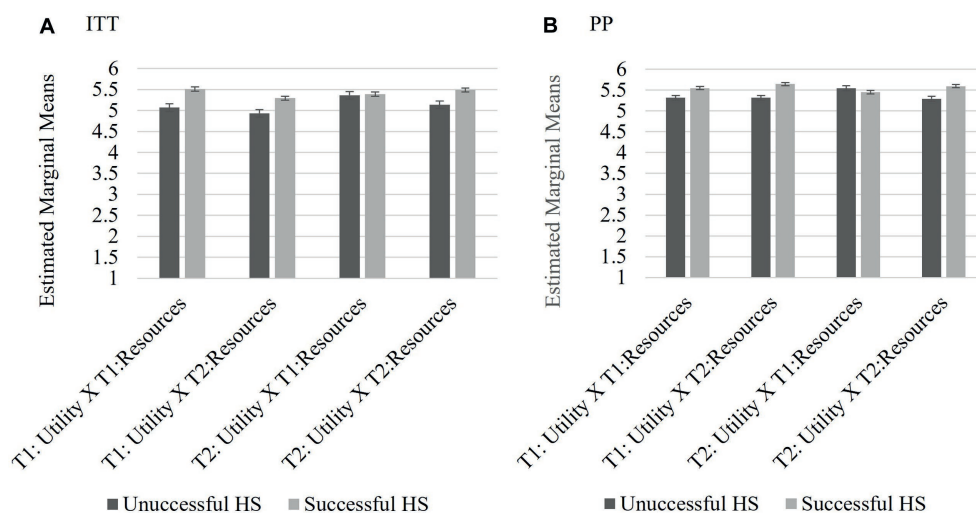 A ITT
Estimated Marginal Means
6
5.5
5
4.5
4
3.5
3
2.5
2
1.5
1
T1: Utility X T1:Resources
T1: Utility X T2:Resources
T2: Utility X T1:Resources
T2: Utility X T2:Resources
Unuccessful HS Successful HS
B PP
Estimated Marginal Means
6
5.5
5
4.5
4
3.5
3
2.5
2
1.5
1
T1: Utility X T1:Resources
T1: Utility X T2:Resources
T2: Utility X T1:Resources
T2: Utility X T2:Resources
Unuccessful HS Successful HS